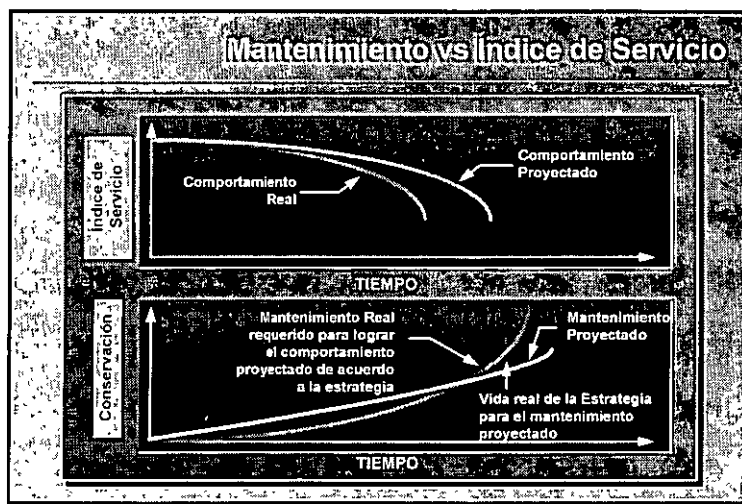 Mantenimiento vs Índice de Servicio
Índice de
Servicio
Comportamiento
Real
Comportamiento
Proyectado
TIEMPO
Conservación
Mantenimiento Real
requerido para lograr
el comportamiento
proyectado de acuerdo
a la estrategia
Mantenimiento
Proyectado
Vida real de la Estrategia
para el mantenimiento
proyectado
TIEMPO